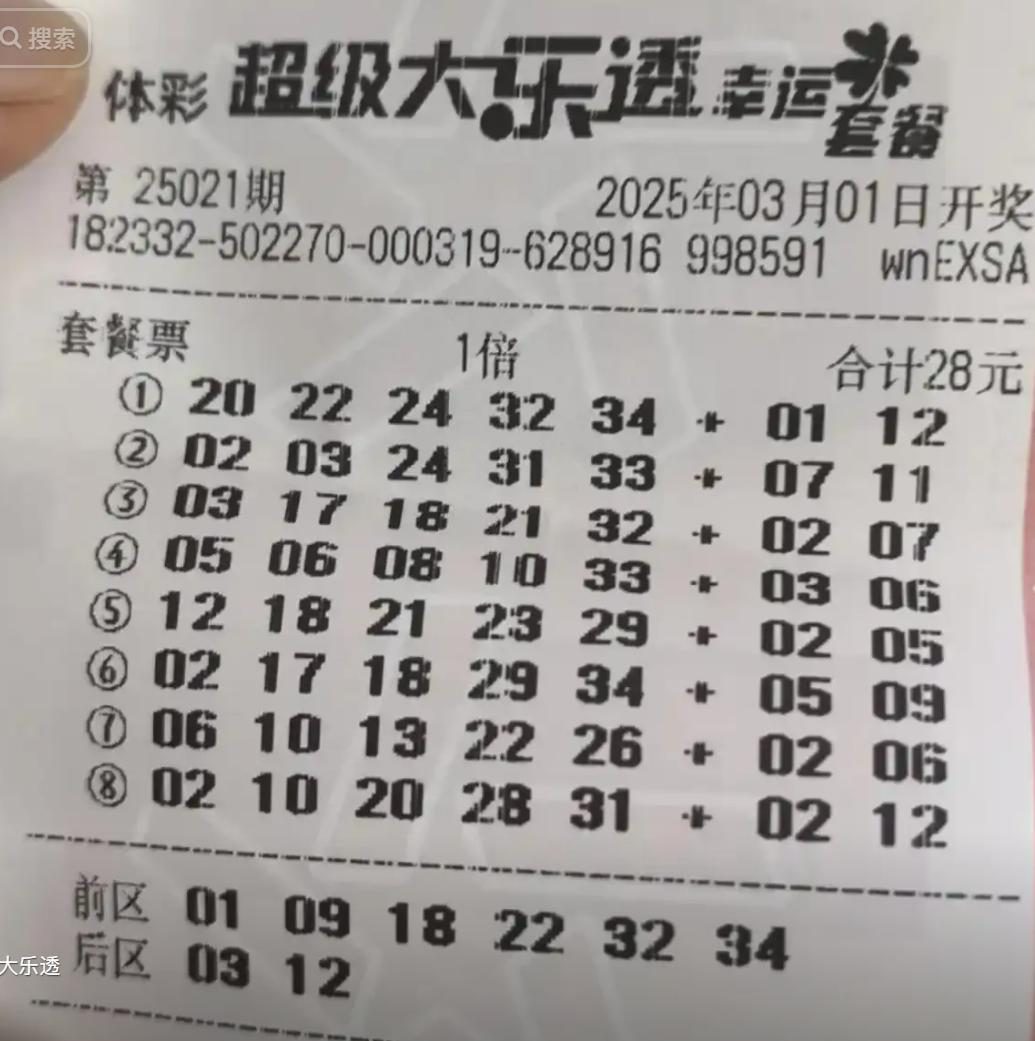 搜索
体彩 超级大乐透 幸运套餐
第 25021期 2025年03月01日开奖
182332-502270-000319-628916 998591 wnEXSA
套餐票 1倍 合计28元
① 20 22 24 32 34 + 01 12
② 02 03 24 31 33 + 07 11
③ 03 17 18 21 32 + 02 07
④ 05 06 08 10 33 + 03 06
⑤ 12 18 21 23 29 + 02 05
⑥ 02 17 18 29 34 + 05 09
⑦ 06 10 13 22 26 + 02 06
⑧ 02 10 20 28 31 + 02 12
前区 01 09 18 22 32 34
后区 03 12
大乐透